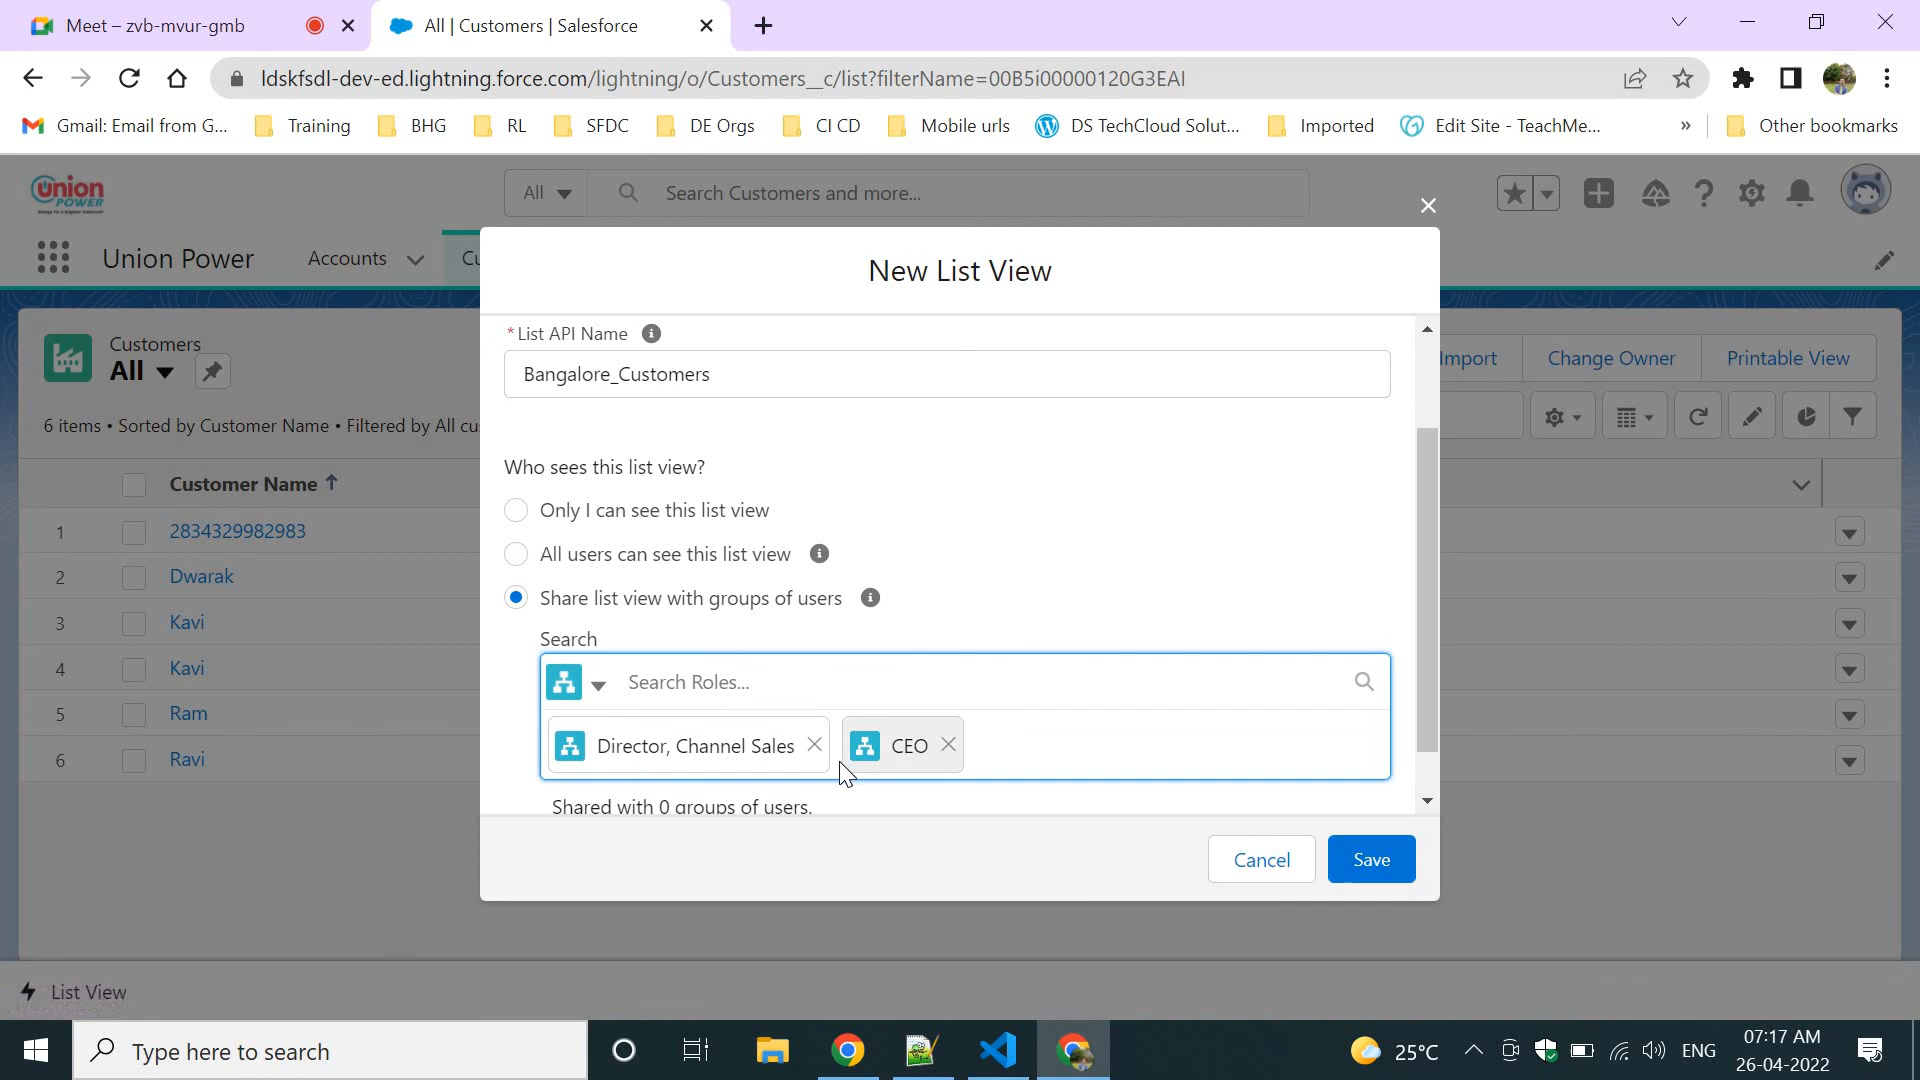 Meet – zvb-mvur-gmb
All | Customers | Salesforce
ldskfsdl-dev-ed.lightning.force.com/lightning/o/Customers__c/list?filterName=00B5i00000120G3EAI
Gmail: Email from G...
Training
BHG
RL
SFDC
DE Orgs
CI CD
Mobile urls
DS TechCloud Solut...
Imported
Edit Site - TeachMe...
»
Other bookmarks
union
POWER
All
Search Customers and more...
Union Power
Accounts
Cu
New List View
Customers
All
Import
Change Owner
Printable View
6 items • Sorted by Customer Name • Filtered by All cu
Customer Name
1 2834329982983
2 Dwarak
3 Kavi
4 Kavi
5 Ram
6 Ravi
* List API Name
Bangalore_Customers
Who sees this list view?
Only I can see this list view
All users can see this list view
Share list view with groups of users
Search
Search Roles...
Director, Channel Sales
CEO
Shared with 0 groups of users.
Cancel
Save
List View
Type here to search
25°C
ENG
07:17 AM
26-04-2022